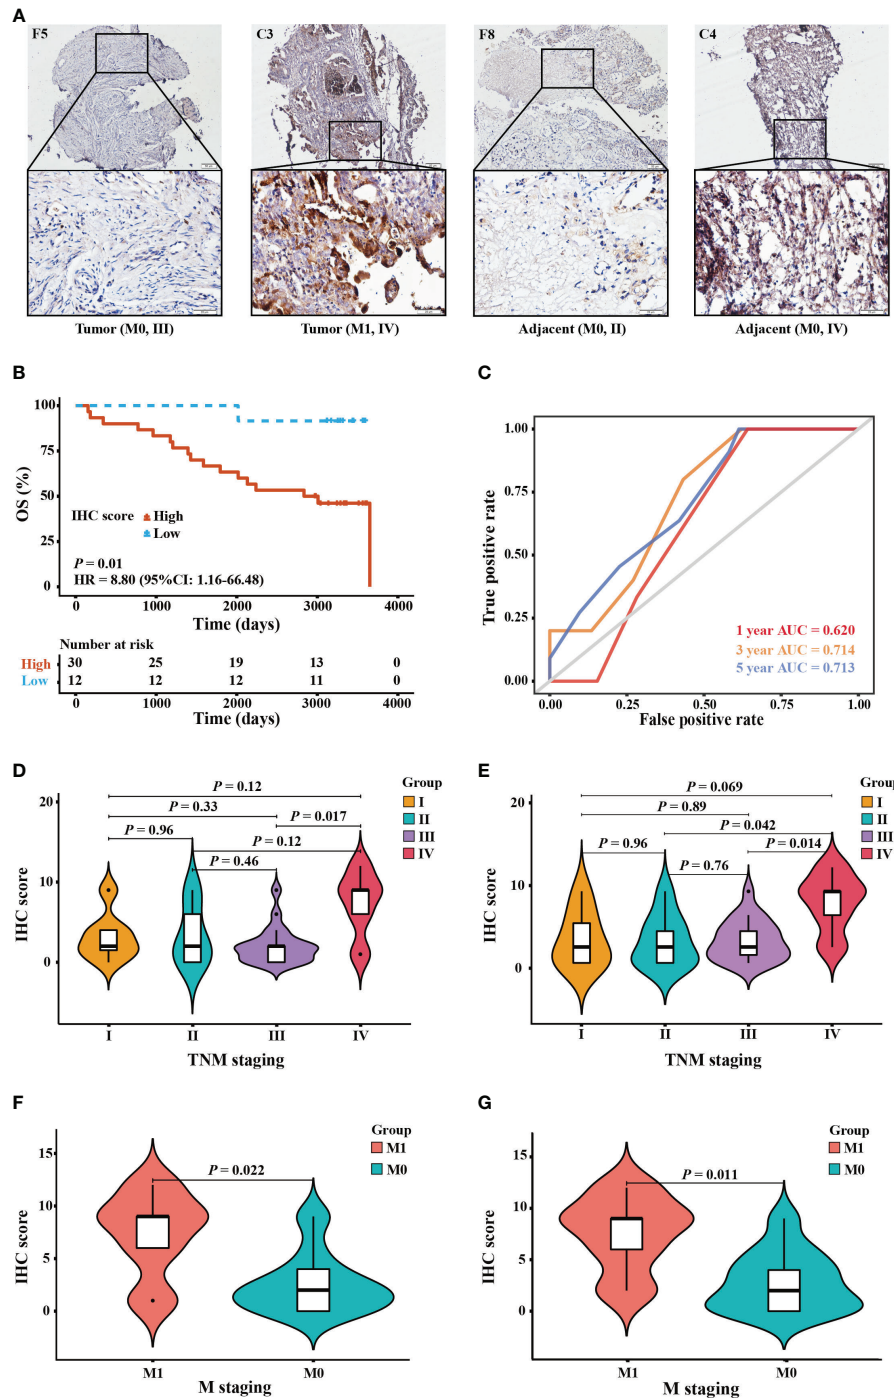 A
F5
C3
F8
C4
Tumor (M0, III)
Tumor (M1, IV)
Adjacent (M0, II)
Adjacent (M0, IV)
B
100
75
50
25
0
OS (%)
IHC score
High
Low
P = 0.01
HR = 8.80 (95%CI: 1.16-66.48)
0 1000 2000 3000 4000
Time (days)
Number at risk
High 30 25 19 13 0
Low 12 12 12 11 0
0 1000 2000 3000 4000
Time (days)
C
1.00
0.75
0.50
0.25
0.00
True positive rate
1 year AUC = 0.620
3 year AUC = 0.714
5 year AUC = 0.713
0.00 0.25 0.50 0.75 1.00
False positive rate
D
20
10
0
IHC score
P = 0.12
P = 0.33
P = 0.017
P = 0.96
P = 0.12
P = 0.46
Group
I
II
III
IV
I II III IV
TNM staging
E
20
10
0
IHC score
P = 0.069
P = 0.89
P = 0.042
P = 0.96
P = 0.014
P = 0.76
Group
I
II
III
IV
I II III IV
TNM staging
F
15
10
5
0
IHC score
P = 0.022
Group
M1
M0
M1 M0
M staging
G
15
10
5
0
IHC score
P = 0.011
Group
M1
M0
M1 M0
M staging